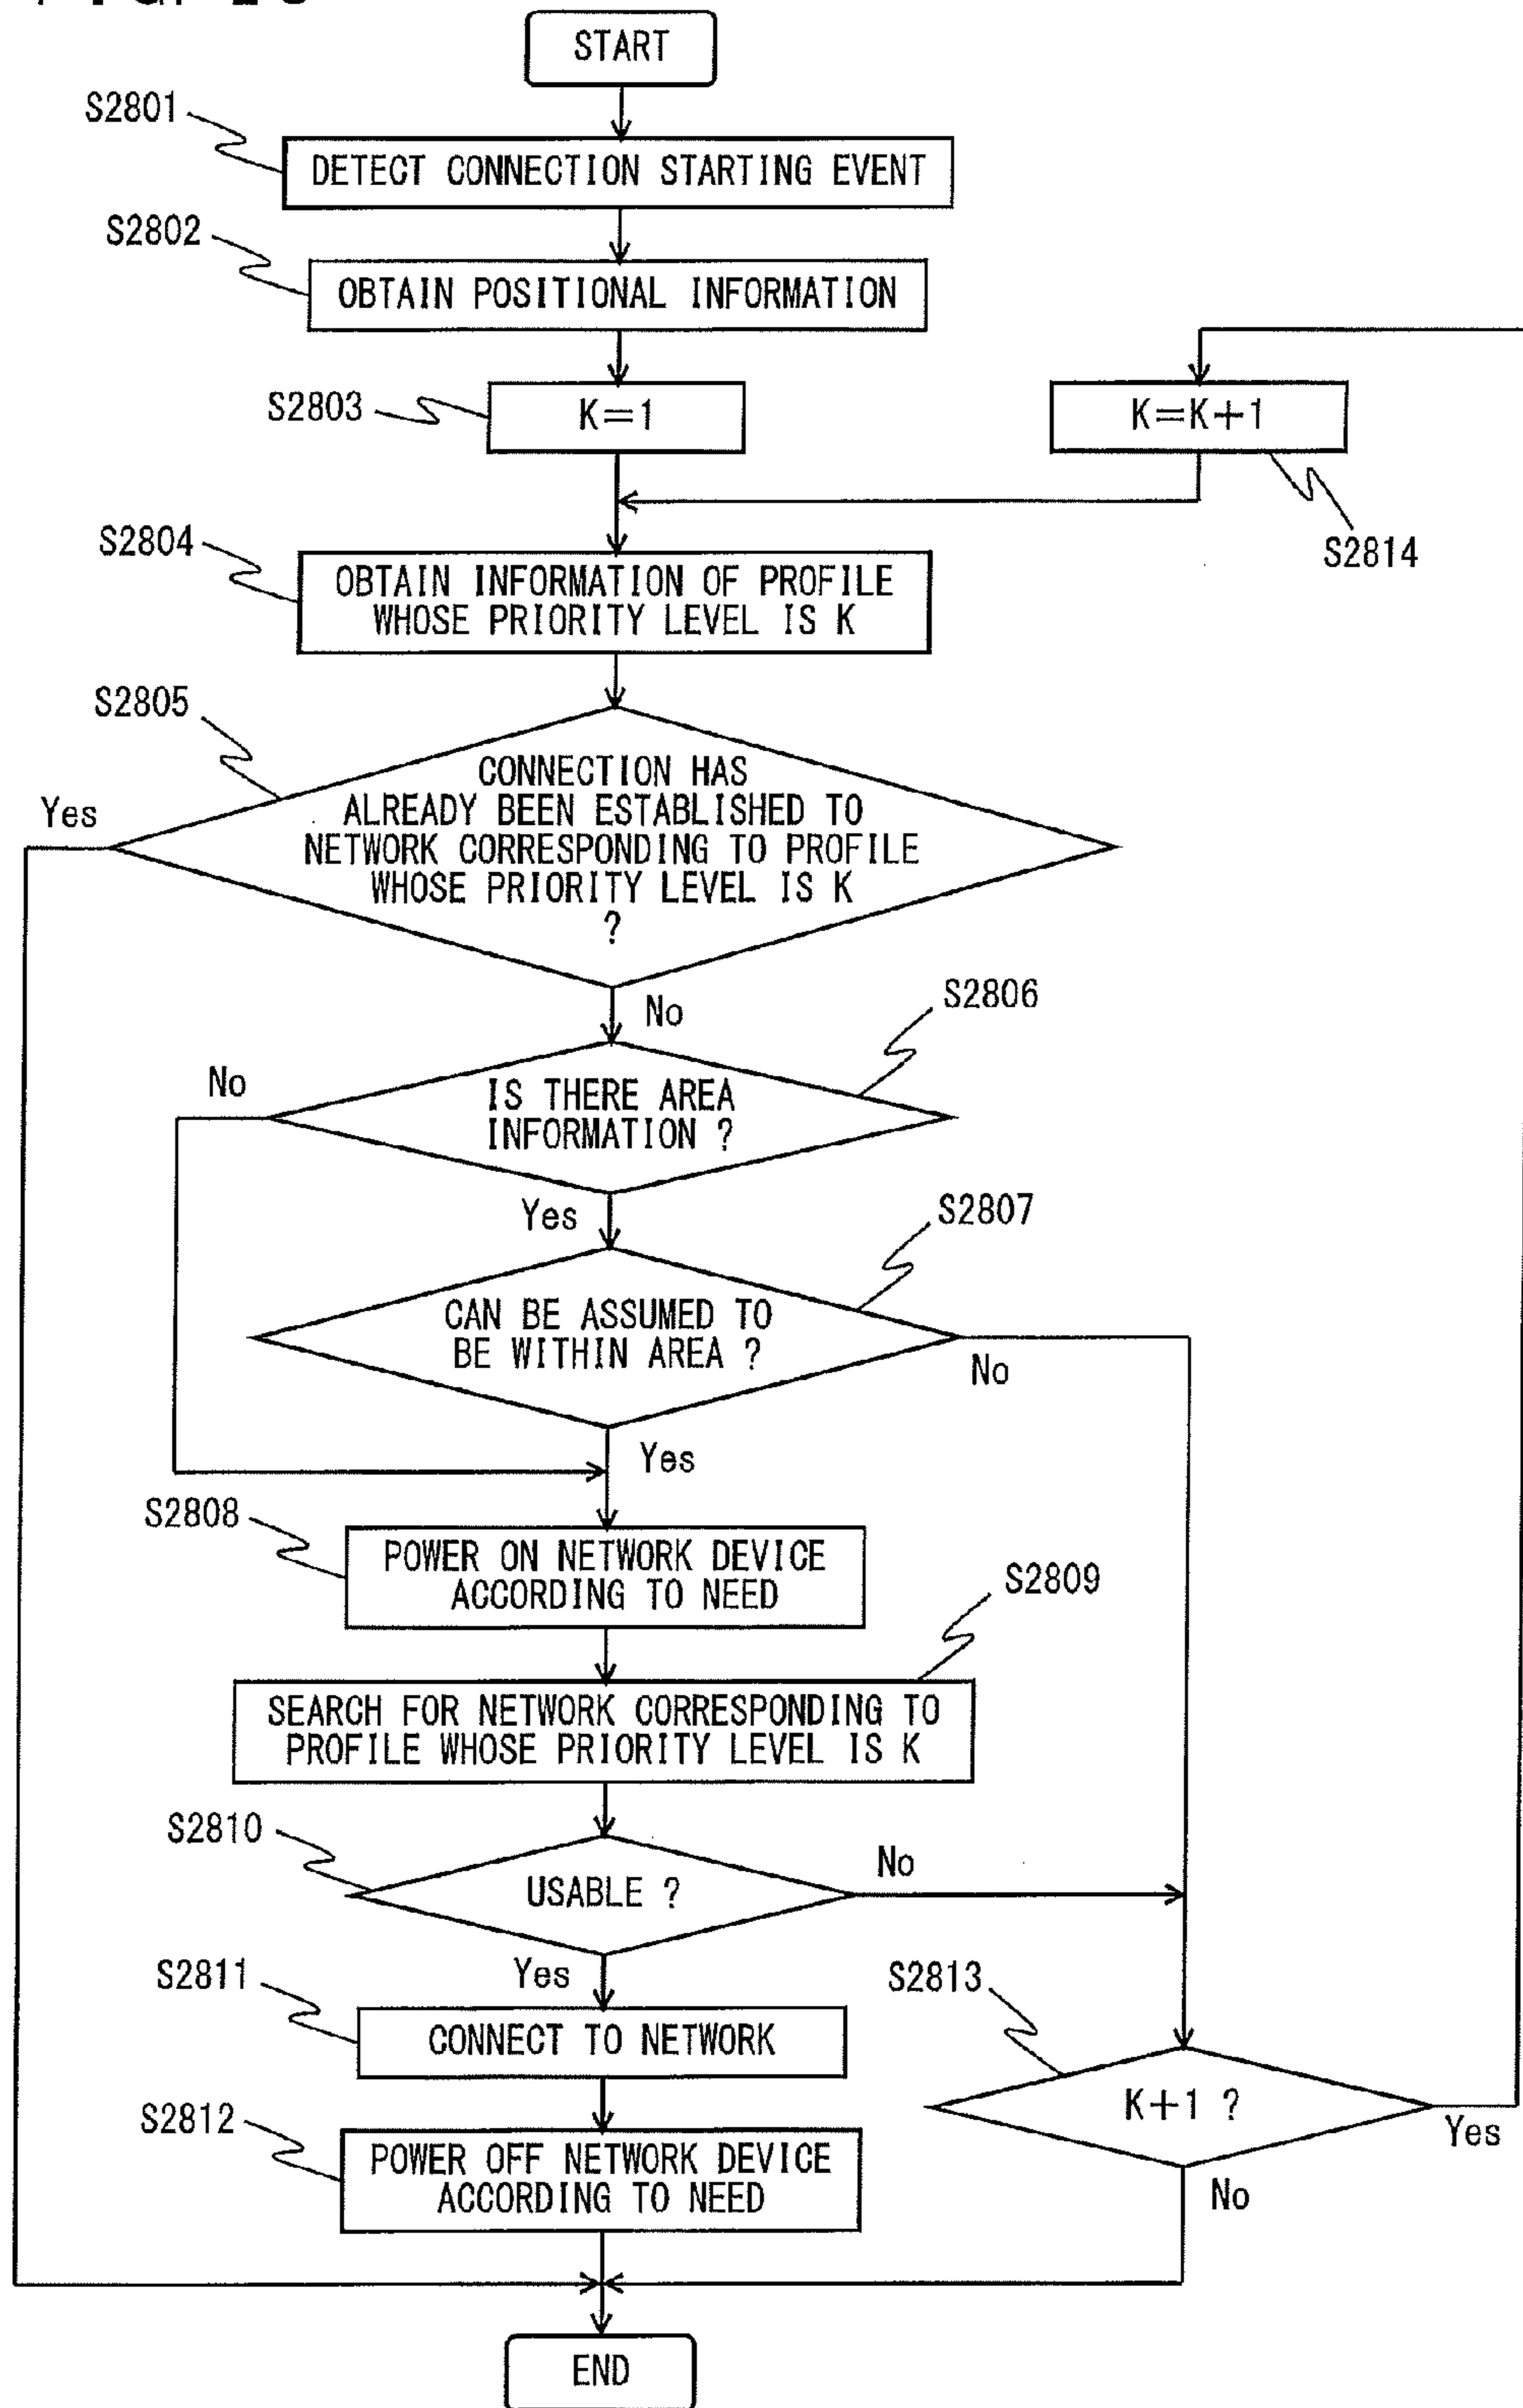 START
S2801
DETECT CONNECTION STARTING EVENT
S2802
OBTAIN POSITIONAL INFORMATION
S2803
K=1
K=K+1
S2814
S2804
OBTAIN INFORMATION OF PROFILE
WHOSE PRIORITY LEVEL IS K
S2805
CONNECTION HAS
ALREADY BEEN ESTABLISHED TO
NETWORK CORRESPONDING TO PROFILE
WHOSE PRIORITY LEVEL IS K
?
Yes
No
S2806
IS THERE AREA
INFORMATION ?
No
Yes
S2807
CAN BE ASSUMED TO
BE WITHIN AREA ?
No
Yes
S2808
POWER ON NETWORK DEVICE
ACCORDING TO NEED
S2809
SEARCH FOR NETWORK CORRESPONDING TO
PROFILE WHOSE PRIORITY LEVEL IS K
S2810
USABLE ?
No
Yes
S2811
CONNECT TO NETWORK
S2813
K+1 ?
Yes
No
S2812
POWER OFF NETWORK DEVICE
ACCORDING TO NEED
END